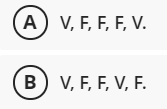 A V, F, F, F, V.
B V, F, F, V, F.